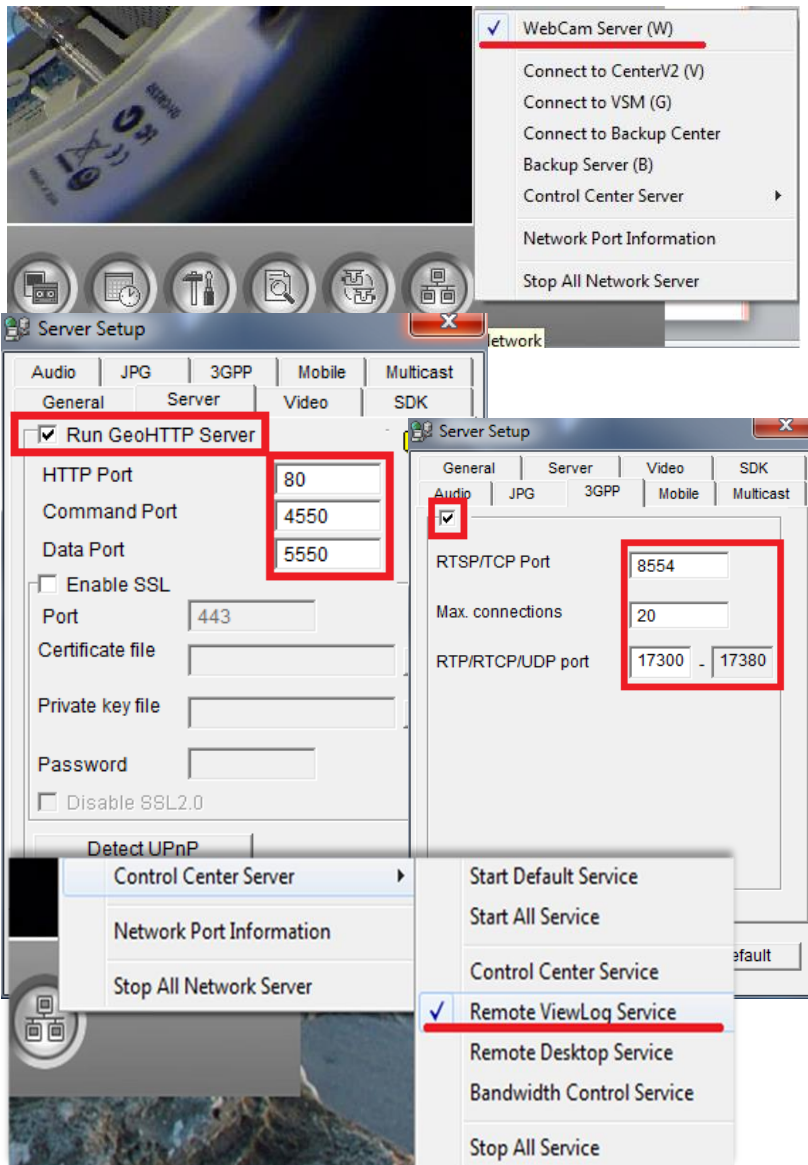 WebCam Server (W)
Connect to CenterV2 (V)
Connect to VSM (G)
Connect to Backup Center
Backup Server (B)
Control Center Server
Network Port Information
Stop All Network Server
Server Setup
Audio JPG 3GPP Mobile Multicast
General Server Video SDK
Run GeoHTTP Server
HTTP Port 80
Command Port 4550
Data Port 5550
Enable SSL
Port 443
Certificate file
Private key file
Password
Disable SSL2.0
Detect UPnP
Server Setup
General Server Video SDK
Audio JPG 3GPP Mobile Multicast
RTSP/TCP Port 8554
Max. connections 20
RTP/RTCP/UDP port 17300 - 17380
efault
Control Center Server
Network Port Information
Stop All Network Server
Start Default Service
Start All Service
Control Center Service
Remote ViewLog Service
Remote Desktop Service
Bandwidth Control Service
Stop All Service